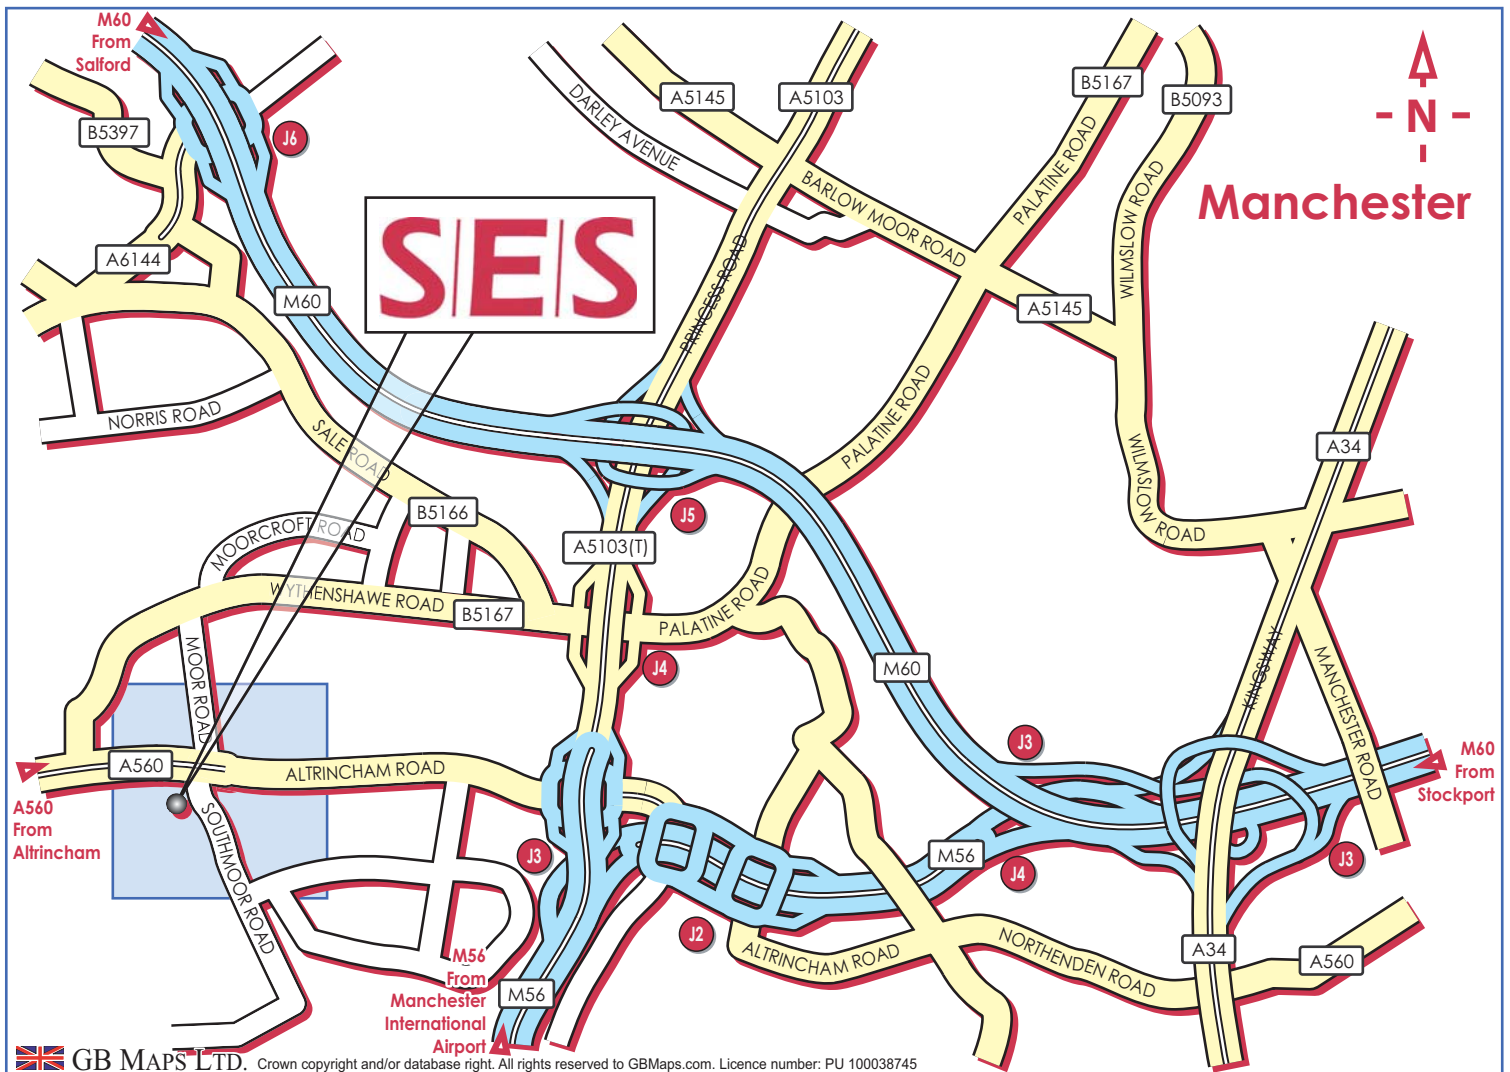 M60
From
Salford
B5397
J6
A6144
M60
S|E|S
DARLEY AVENUE
A5145
A5103
B5167
B5093
N
Manchester
BARLOW MOOR ROAD
PALATINE ROAD
WILMSLOW ROAD
PRINCESS ROAD
A5145
NORRIS ROAD
SALE ROAD
PALATINE ROAD
A34
WILMSLOW ROAD
B5166
J5
MOORCROFT ROAD
A5103(T)
WYTHENSHAWE ROAD
B5167
PALATINE ROAD
J4
M60
KINGSWAY
MANCHESTER ROAD
MOOR ROAD
A560
ALTRINCHAM ROAD
J3
M60
From
Stockport
A560
From
Altrincham
SOUTHMOOR ROAD
J3
M56
J4
J3
J2
ALTRINCHAM ROAD
NORTHENDEN ROAD
A34
A560
M56
From
Manchester
International
Airport
M56
GB MAPS LTD. Crown copyright and/or database right. All rights reserved to GBMaps.com. Licence number: PU 100038745